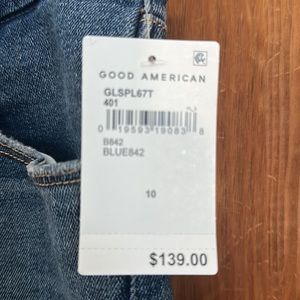 GOOD AMERICAN
GLSPL67T
401
0 19593 19083 8
B842
BLUE842
10
$139.00